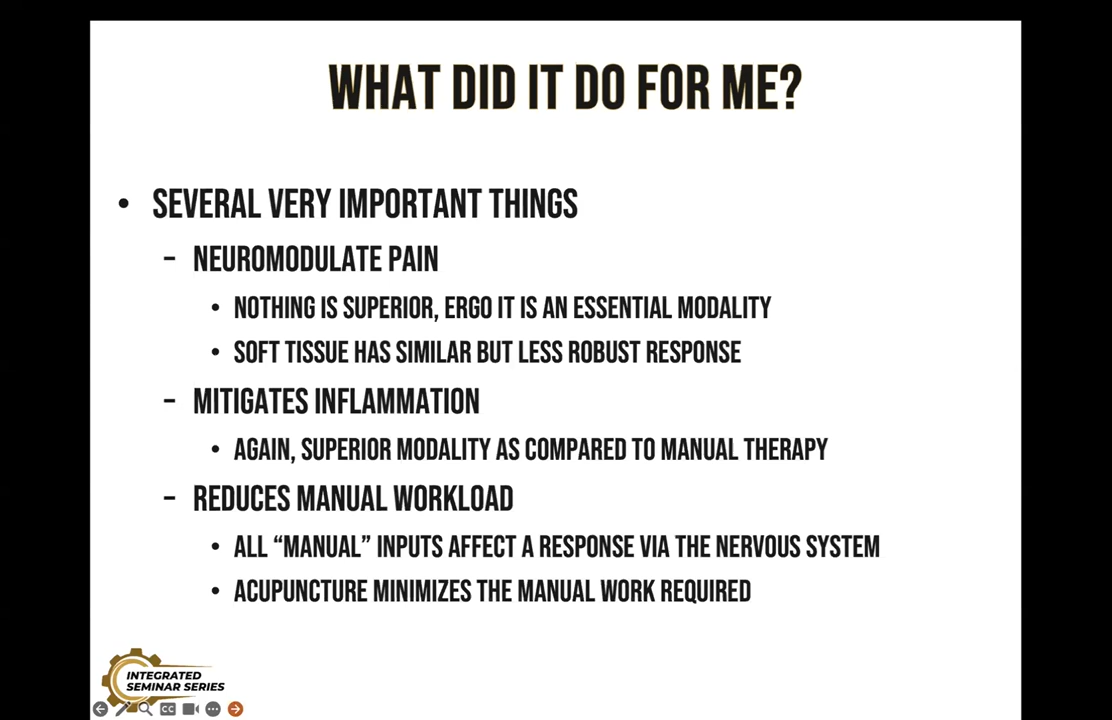 WHAT DID IT DO FOR ME?
• SEVERAL VERY IMPORTANT THINGS
– NEUROMODULATE PAIN
• NOTHING IS SUPERIOR, ERGO IT IS AN ESSENTIAL MODALITY
• SOFT TISSUE HAS SIMILAR BUT LESS ROBUST RESPONSE
– MITIGATES INFLAMMATION
• AGAIN, SUPERIOR MODALITY AS COMPARED TO MANUAL THERAPY
– REDUCES MANUAL WORKLOAD
• ALL “MANUAL” INPUTS AFFECT A RESPONSE VIA THE NERVOUS SYSTEM
• ACUPUNCTURE MINIMIZES THE MANUAL WORK REQUIRED
INTEGRATED
SEMINAR SERIES
CC